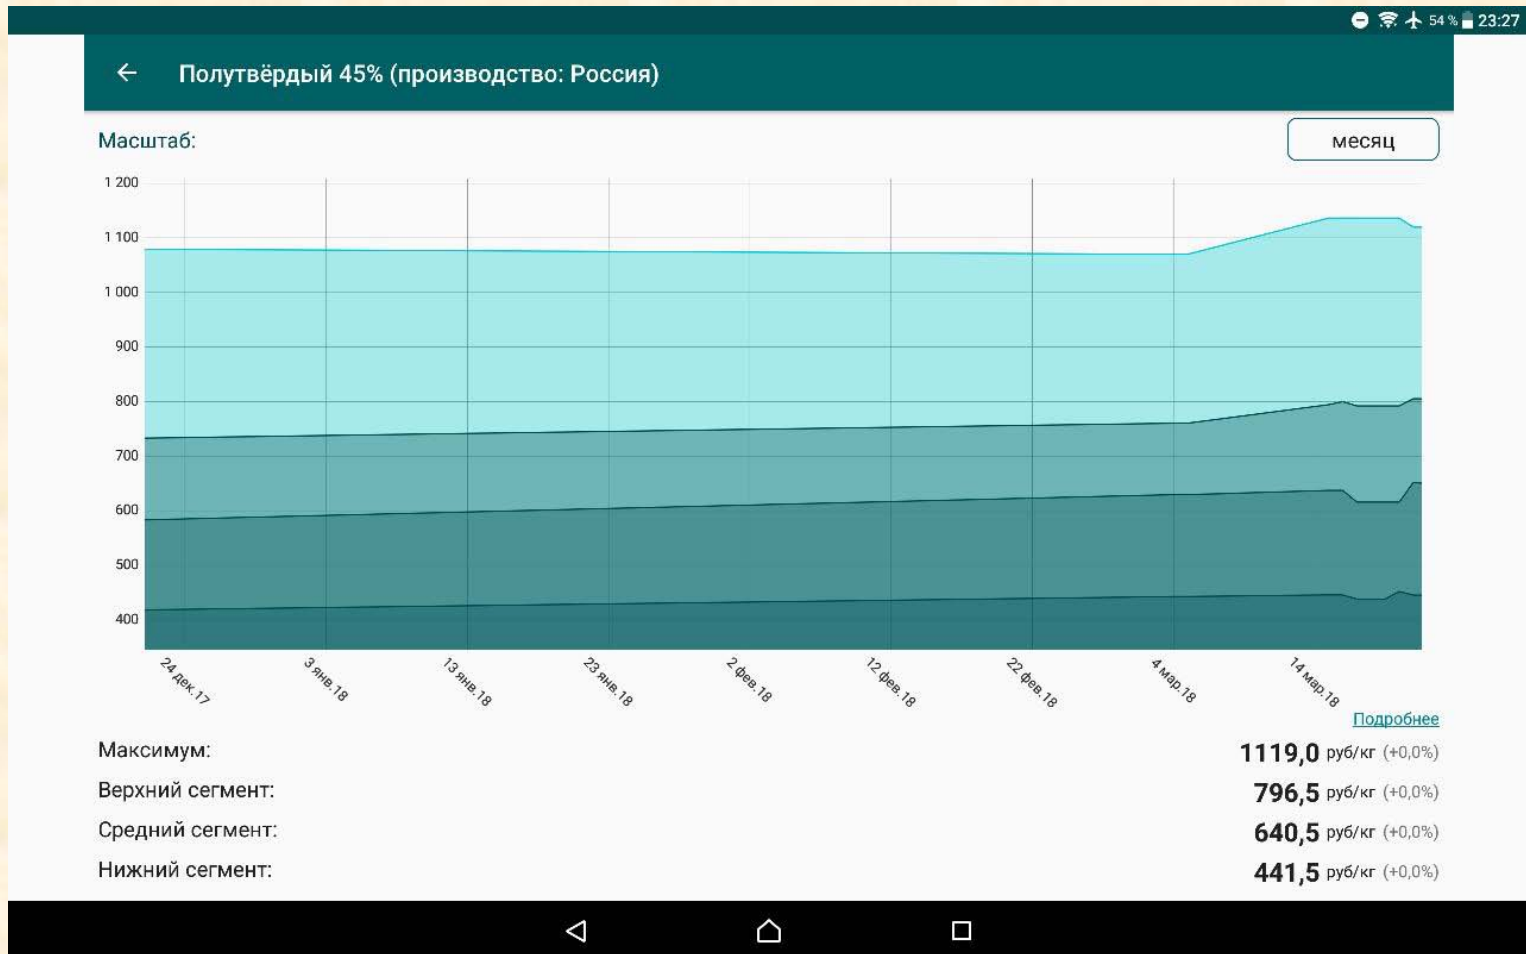 54 % 23:27
Полутвёрдый 45% (производство: Россия)
Масштаб:
месяц
1 200
1 100
1 000
900
800
700
600
500
400
24 дек.17
3 янв.18
13 янв.18
23 янв.18
2 фев.18
12 фев.18
22 фев.18
4 мар.18
14 мар.18
Подробнее
Максимум: 1119,0 руб/кг (+0,0%)
Верхний сегмент: 796,5 руб/кг (+0,0%)
Средний сегмент: 640,5 руб/кг (+0,0%)
Нижний сегмент: 441,5 руб/кг (+0,0%)